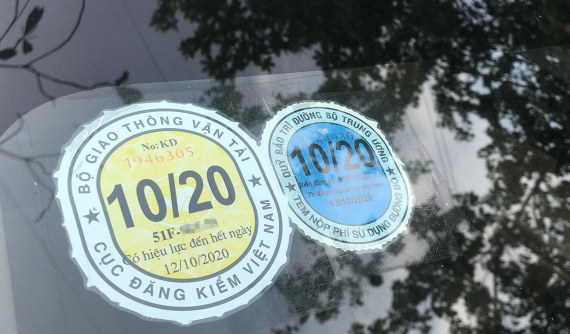 BỘ GIAO THÔNG VẬN TẢI
No: KD
1946305
10/20
51F-
Có hiệu lực đến hết ngày
12/10/2020
CỤC ĐĂNG KIỂM VIỆT NAM
QUỸ BẢO TRÌ ĐƯỜNG BỘ TRUNG ƯƠNG
10/20
13/10/2020
TEM NỘP PHÍ SỬ DỤNG ĐƯỜNG BỘ